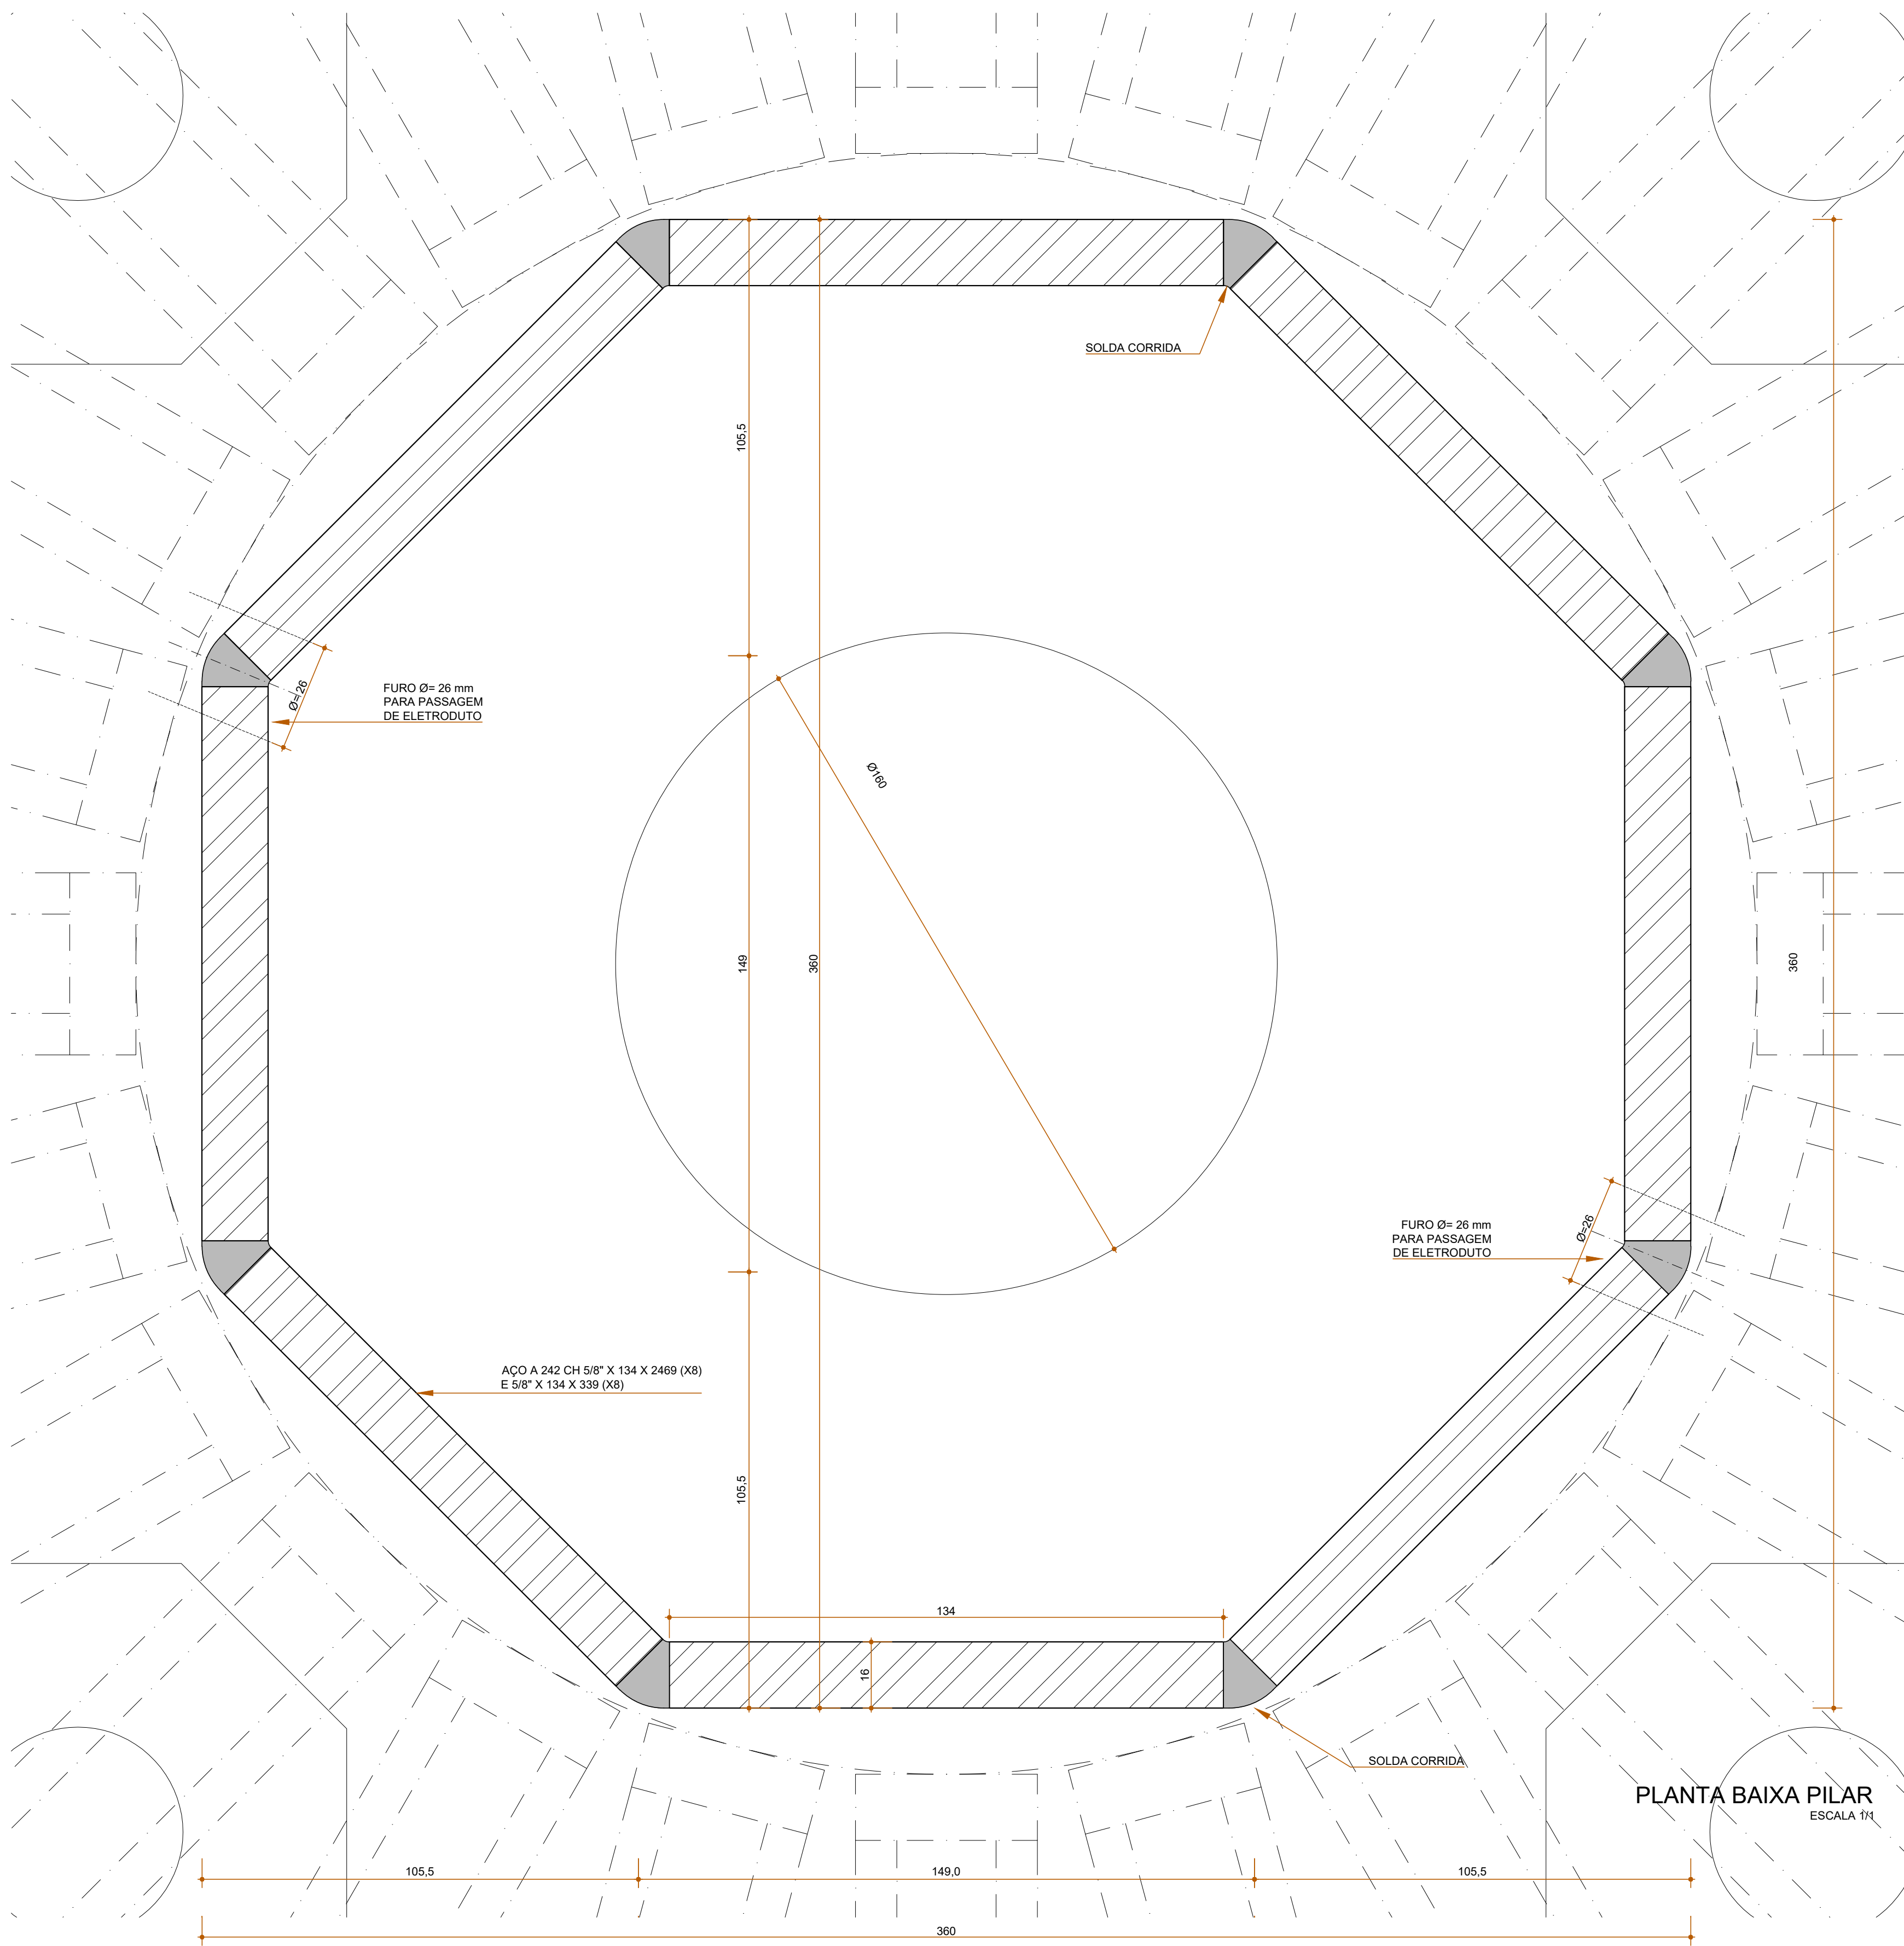 SOLDA CORRIDA
105,5
Ø=26
FURO Ø= 26 mm
PARA PASSAGEM
DE ELETRODUTO
Ø160
149
360
360
FURO Ø= 26 mm
PARA PASSAGEM
DE ELETRODUTO
Ø=26
AÇO A 242 CH 5/8" X 134 X 2469 (X8)
E 5/8" X 134 X 339 (X8)
105,5
134
16
SOLDA CORRIDA
PLANTA BAIXA PILAR
ESCALA 1/1
105,5
149,0
105,5
360